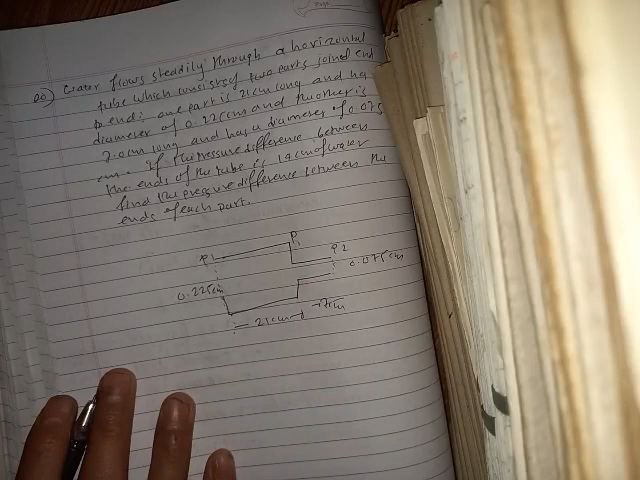 Water flows steadily through a horizontal
tube which consists of two parts joined end
to end; one part is 21cm long and has
diameter of 0.225cm and the other is
7.0cm long and has a diameter of 0.075
cm. If the pressure difference between
the ends of the tube is 14cm of water
find the pressure difference between the
ends of each part.
P1
P
P2
0.075cm
0.225cm
21cm
7cm